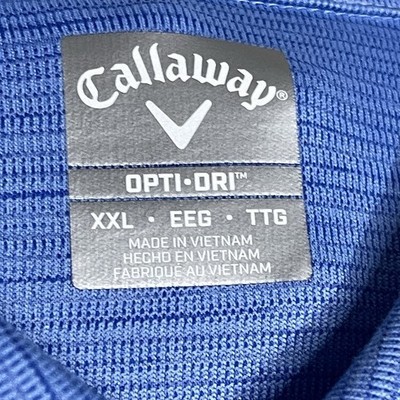 Callaway®
OPTI•DRI™
XXL • EEG • TTG
MADE IN VIETNAM
HECHO EN VIETNAM
FABRIQUÉ AU VIETNAM